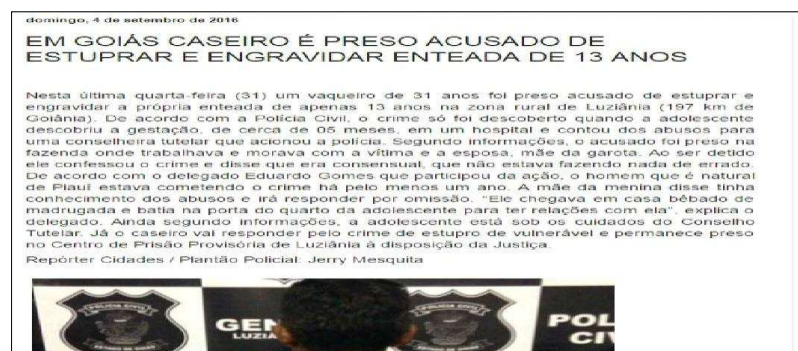 domingo, 4 de setembro de 2016
EM GOIÁS CASEIRO É PRESO ACUSADO DE
ESTUPRAR E ENGRAVIDAR ENTEADA DE 13 ANOS
Nesta última quarta-feira (31) um vaqueiro de 31 anos foi preso acusado de estuprar e
engravidar a própria enteada de apenas 13 anos na zona rural de Luziânia (197 km de
Goiânia). De acordo com a Polícia Civil, o crime só foi descoberto quando a adolescente
descobriu a gestação, de cerca de 05 meses, em um hospital e contou dos abusos para
uma conselheira tutelar que acionou a polícia. Segundo informações, o acusado foi preso na
fazenda onde trabalhava e morava com a vítima e a esposa, mãe da garota. Ao ser detido
ele confessou o crime e disse que era consensual, que não estava fazendo nada de errado.
De acordo com o delegado Eduardo Gomes que participou da ação, o homem que é natural
de Piauí estava cometendo o crime há pelo menos um ano. A mãe da menina disse tinha
conhecimento dos abusos e irá responder por omissão. "Ele chegava em casa bêbado de
madrugada e batia na porta do quarto da adolescente para ter relações com ela", explica o
delegado. Ainda segundo informações, a adolescente está sob os cuidados do Conselho
Tutelar. Já o caseiro vai responder pelo crime de estupro de vulnerável e permanece preso
no Centro de Prisão Provisória de Luziânia à disposição da Justiça.
Repórter Cidades / Plantão Policial: Jerry Mesquita
POLÍCIA CIVIL
GEN
LUZIA
POL
CIV